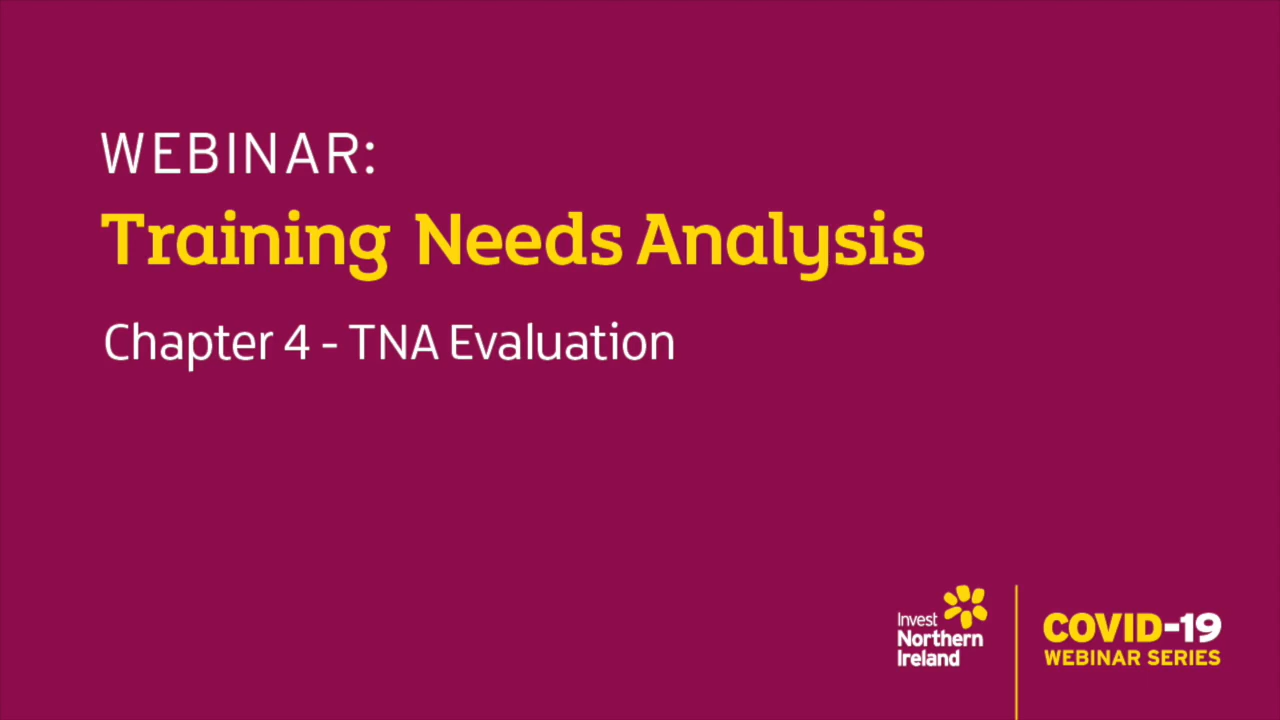 WEBINAR:
Training Needs Analysis
Chapter 4 - TNA Evaluation
Invest
Northern
Ireland
COVID-19
WEBINAR SERIES